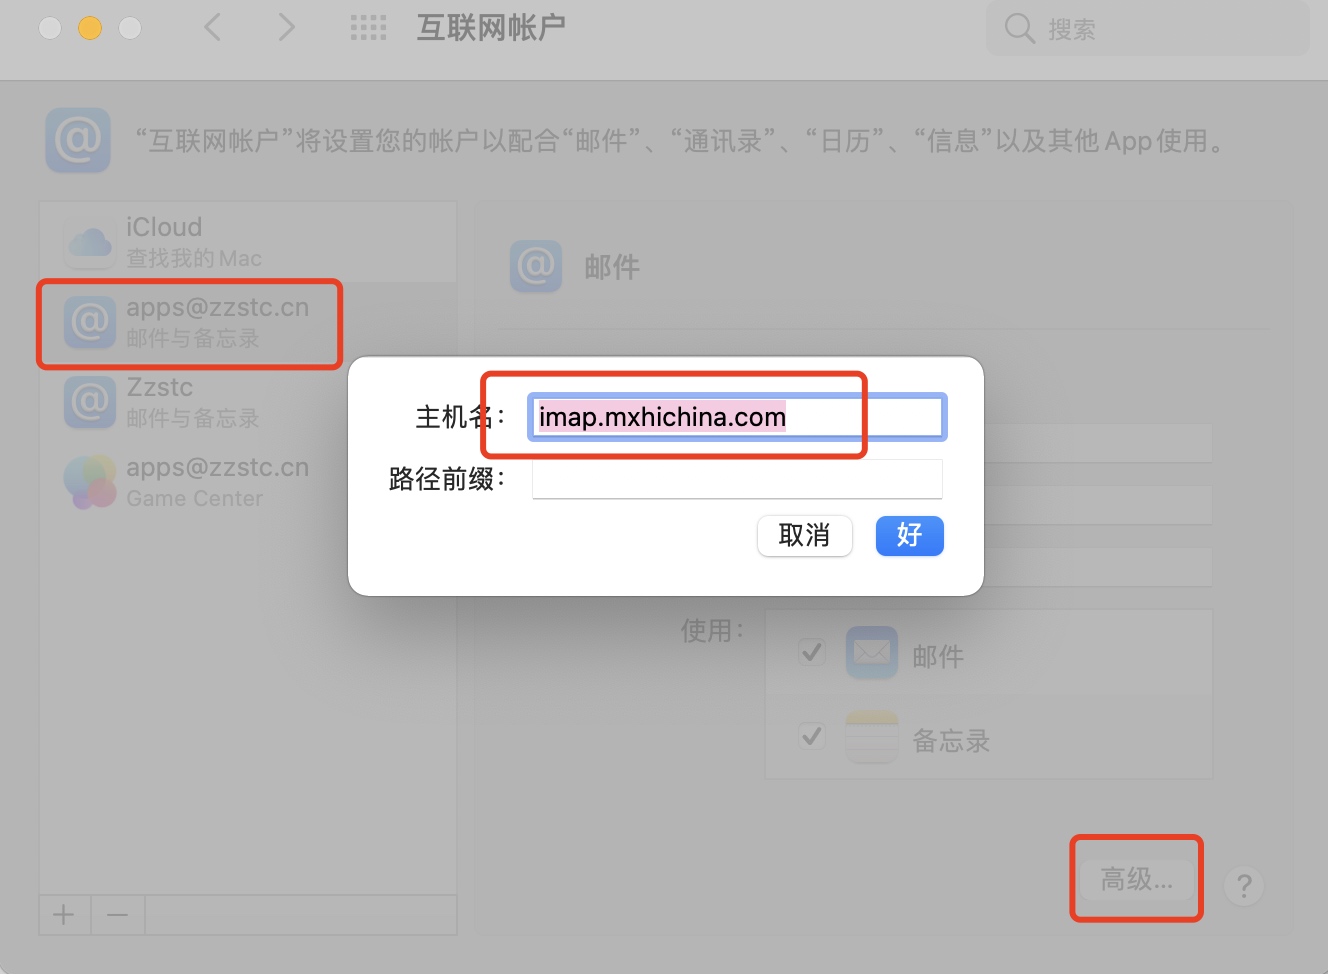 互联网帐户
搜索
“互联网帐户”将设置您的帐户以配合“邮件”、“通讯录”、“日历”、“信息”以及其他 App 使用。
iCloud
查找我的 Mac
apps@zzstc.cn
邮件与备忘录
Zzstc
邮件与备忘录
apps@zzstc.cn
Game Center
邮件
主机名：
imap.mxhichina.com
路径前缀：
取消
好
使用：
邮件
备忘录
高级...
?